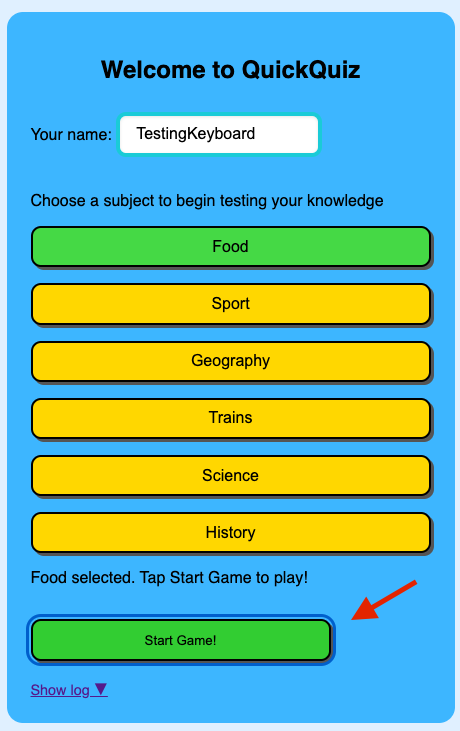 Welcome to QuickQuiz
Your name: TestingKeyboard
Choose a subject to begin testing your knowledge
Food
Sport
Geography
Trains
Science
History
Food selected. Tap Start Game to play!
Start Game!
Show log ▼